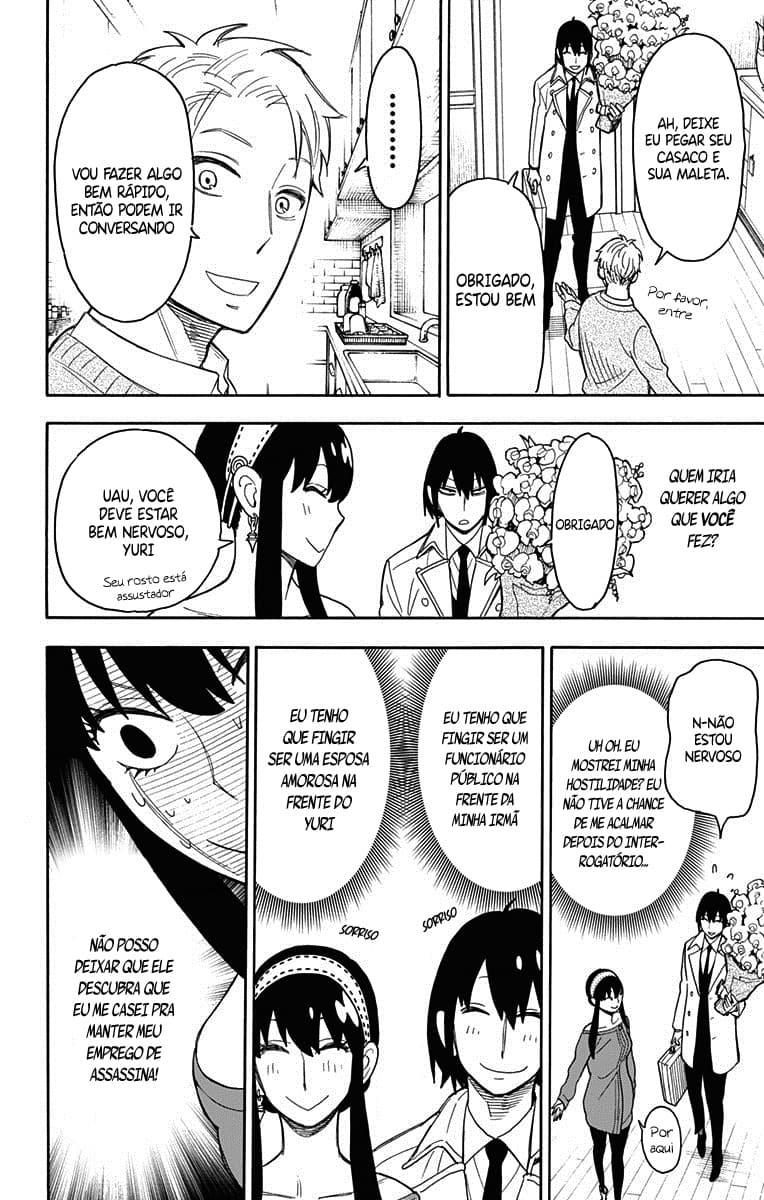 AH, DEIXE
EU PEGAR SEU
CASACO E
SUA MALETA.
Por favor,
entre
OBRIGADO,
ESTOU BEM
.........
VOU FAZER ALGO
BEM RÁPIDO,
ENTÃO PODEM IR
CONVERSANDO
QUEM IRIA
QUERER ALGO
QUE VOCÊ
FEZ?
OBRIGADO
UAU, VOCÊ
DEVE ESTAR
BEM NERVOSO,
YURI
Seu rosto está
assustador
N-NÃO
ESTOU
NERVOSO
UH OH. EU
MOSTREI MINHA
HOSTILIDADE? EU
NÃO TIVE A CHANCE
DE ME ACALMAR
DEPOIS DO INTER-
ROGATÓRIO...
Por
aqui
EU TENHO QUE
FINGIR SER UM
FUNCIONÁRIO
PÚBLICO NA
FRENTE DA
MINHA IRMÃ
SORRISO
EU TENHO
QUE FINGIR
SER UMA ESPOSA
AMOROSA NA
FRENTE DO
YURI
SORRISO
NÃO POSSO
DEIXAR QUE ELE
DESCUBRA QUE
EU ME CASEI PRA
MANTER MEU
EMPREGO DE
ASSASSINA!